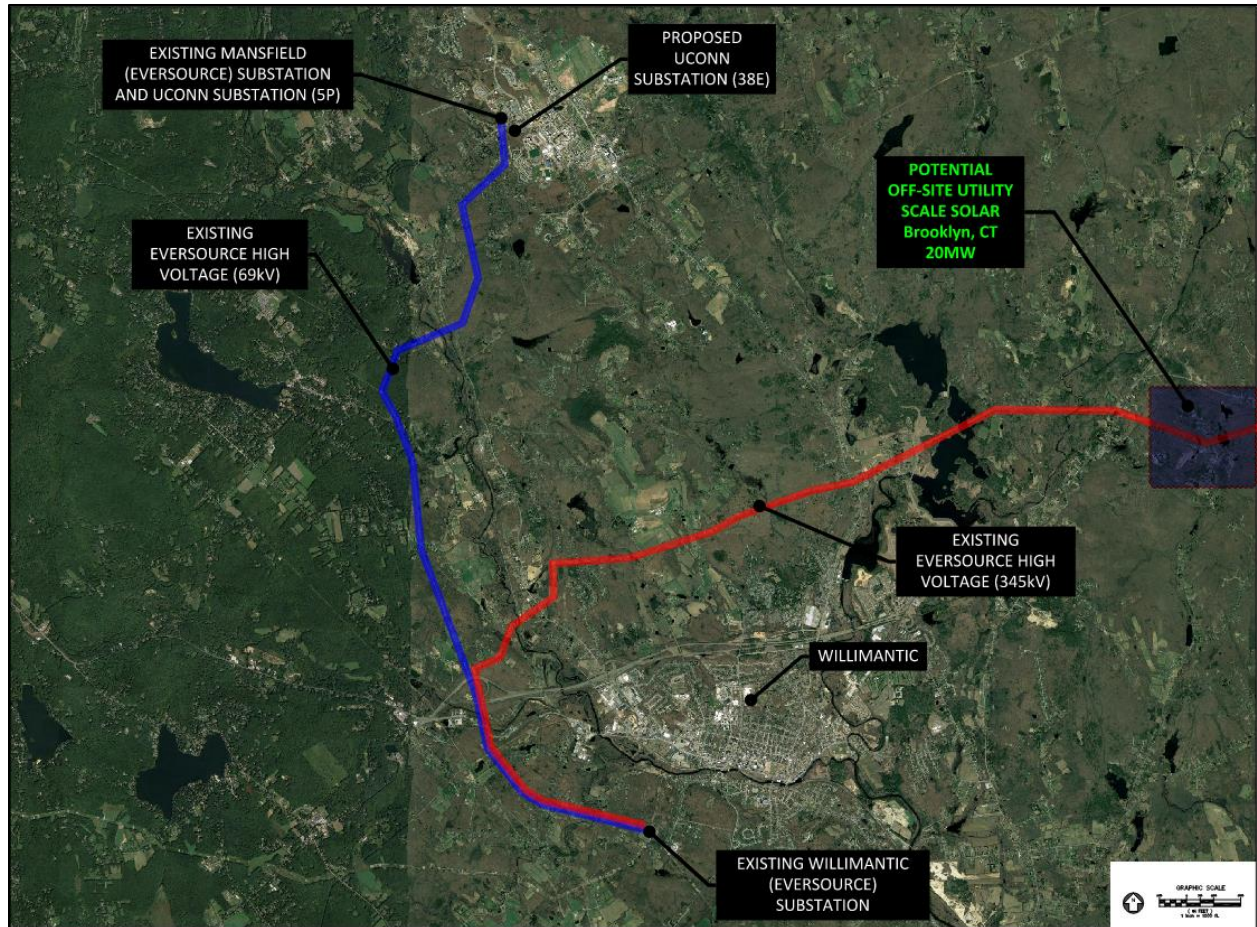 EXISTING MANSFIELD
(EVERSOURCE) SUBSTATION
AND UCONN SUBSTATION (5P)
PROPOSED
UCONN
SUBSTATION (38E)
POTENTIAL
OFF-SITE UTILITY
SCALE SOLAR
Brooklyn, CT
20MW
EXISTING
EVERSOURCE HIGH
VOLTAGE (69kV)
EXISTING
EVERSOURCE HIGH
VOLTAGE (345kV)
WILLIMANTIC
EXISTING WILLIMANTIC
(EVERSOURCE)
SUBSTATION
GRAPHIC SCALE
( IN FEET )